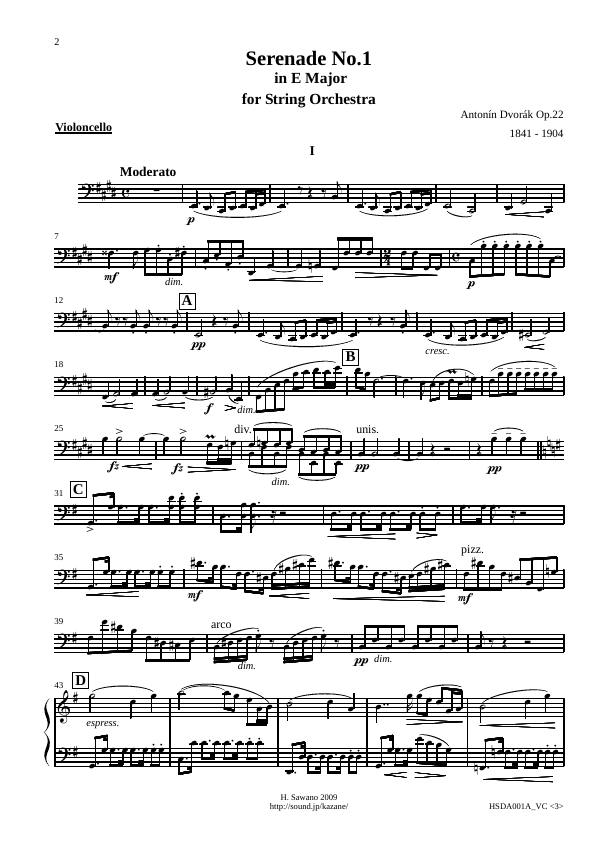 2
Serenade No.1
in E Major
for String Orchestra
Antonín Dvorák Op.22
Violoncello
1841 - 1904
I
Moderato
p
7
mf
dim.
p
12
A
pp
cresc.
18
B
f
dim.
25
div.
unis.
fz
fz
dim.
pp
pp
31
C
35
pizz.
mf
mf
39
arco
dim.
pp
dim.
43
D
espress.
H. Sawano 2009
http://sound.jp/kazane/
HSDA001A_VC <3>